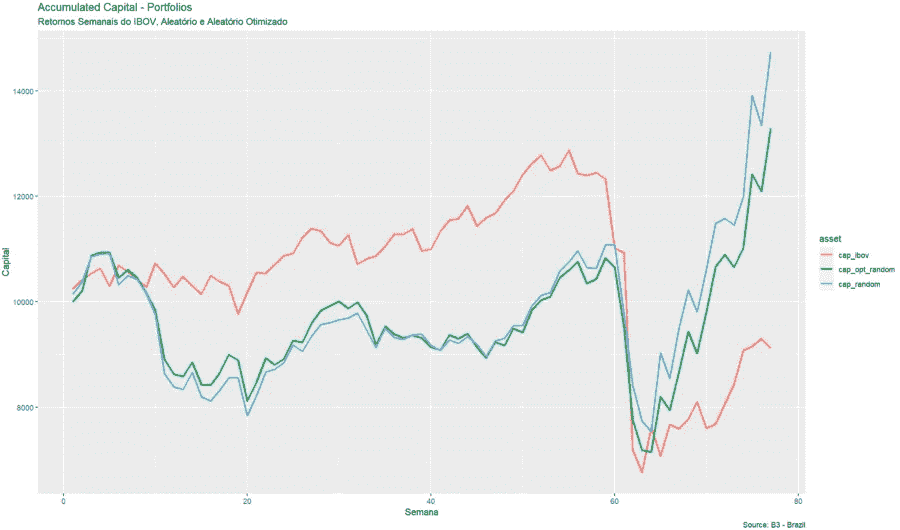 Accumulated Capital - Portfolios
Retornos Semanais do IBOV, Aleatório e Aleatório Otimizado
14000
12000
10000
8000
Capital
0
20
40
60
80
Semana
asset
cap_ibov
cap_opt_random
cap_random
Source: B3 - Brazil